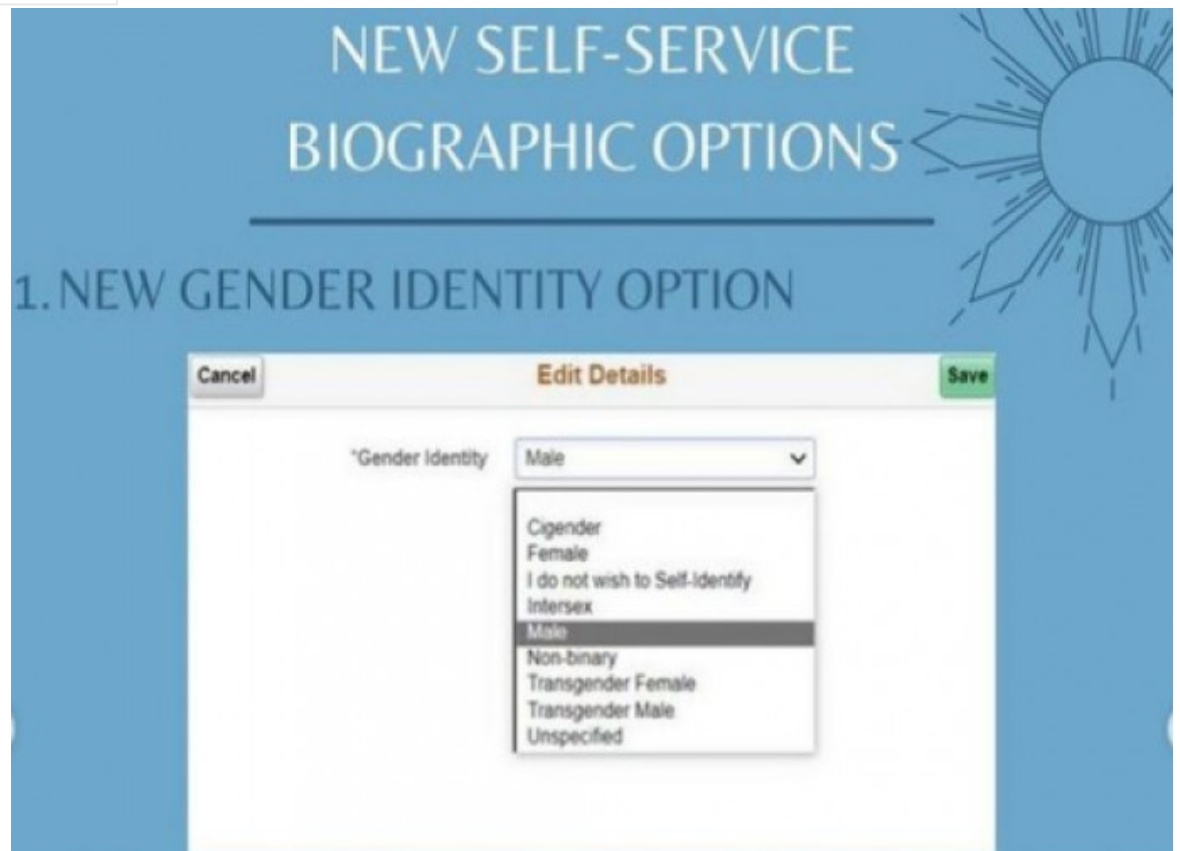 NEW SELF-SERVICE
BIOGRAPHIC OPTIONS
1. NEW GENDER IDENTITY OPTION
Cancel
Edit Details
Save
*Gender Identity
Male
Cigender
Female
I do not wish to Self-Identify
Intersex
Male
Non-binary
Transgender Female
Transgender Male
Unspecified